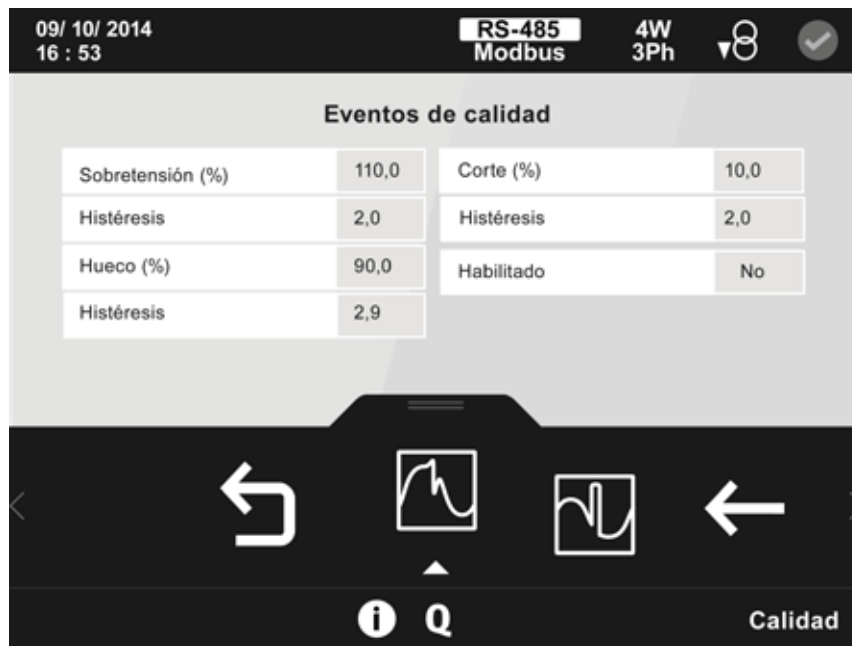 09/ 10/ 2014
16 : 53
RS-485
Modbus
4W
3Ph
Eventos de calidad
Sobretensión (%) 110,0
Histéresis 2,0
Hueco (%) 90,0
Histéresis 2,9
Corte (%) 10,0
Histéresis 2,0
Habilitado No
i Q
Calidad